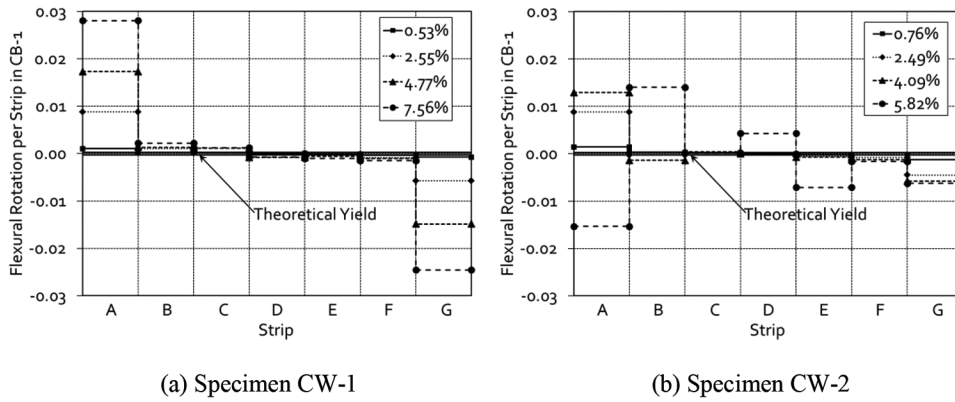 Flexural Rotation per Strip in CB-1
0.03
0.02
0.01
0.00
-0.01
-0.02
-0.03
0.53%
2.55%
4.77%
7.56%
Theoretical Yield
A B C D E F G
Strip
(a) Specimen CW-1
Flexural Rotation per Strip in CB-1
0.03
0.02
0.01
0.00
-0.01
-0.02
-0.03
0.76%
2.49%
4.09%
5.82%
Theoretical Yield
A B C D E F G
Strip
(b) Specimen CW-2